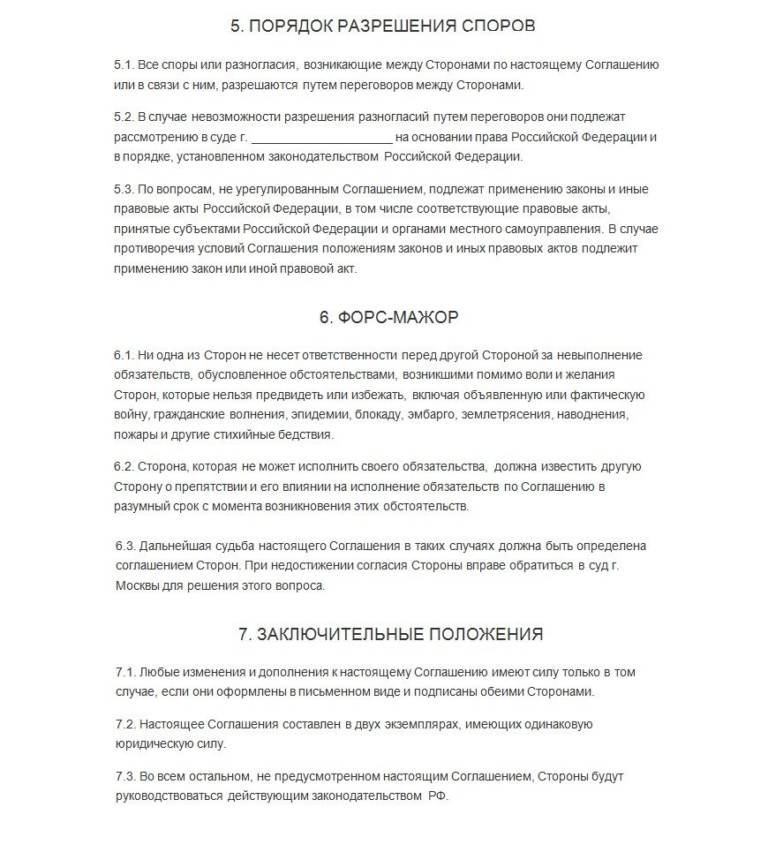 5. ПОРЯДОК РАЗРЕШЕНИЯ СПОРОВ
5.1. Все споры или разногласия, возникающие между Сторонами по настоящему Соглашению
или в связи с ним, разрешаются путем переговоров между Сторонами.
5.2. В случае невозможности разрешения разногласий путем переговоров они подлежат
рассмотрению в суде г. _____________________ на основании права Российской Федерации и
в порядке, установленном законодательством Российской Федерации.
5.3. По вопросам, не урегулированным Соглашением, подлежат применению законы и иные
правовые акты Российской Федерации, в том числе соответствующие правовые акты,
принятые субъектами Российской Федерации и органами местного самоуправления. В случае
противоречия условий Соглашения положениям законов и иных правовых актов подлежит
применению закон или иной правовой акт.
6. ФОРС-МАЖОР
6.1. Ни одна из Сторон не несет ответственности перед другой Стороной за невыполнение
обязательств, обусловленное обстоятельствами, возникшими помимо воли и желания
Сторон, которые нельзя предвидеть или избежать, включая объявленную или фактическую
войну, гражданские волнения, эпидемии, блокаду, эмбарго, землетрясения, наводнения,
пожары и другие стихийные бедствия.
6.2. Сторона, которая не может исполнить своего обязательства, должна известить другую
Сторону о препятствии и его влиянии на исполнение обязательств по Соглашению в
разумный срок с момента возникновения этих обстоятельств.
6.3. Дальнейшая судьба настоящего Соглашения в таких случаях должна быть определена
соглашением Сторон. При недостижении согласия Стороны вправе обратиться в суд г.
Москвы для решения этого вопроса.
7. ЗАКЛЮЧИТЕЛЬНЫЕ ПОЛОЖЕНИЯ
7.1. Любые изменения и дополнения к настоящему Соглашению имеют силу только в том
случае, если они оформлены в письменном виде и подписаны обеими Сторонами.
7.2. Настоящее Соглашения составлен в двух экземплярах, имеющих одинаковую
юридическую силу.
7.3. Во всем остальном, не предусмотренном настоящим Соглашением, Стороны будут
руководствоваться действующим законодательством РФ.